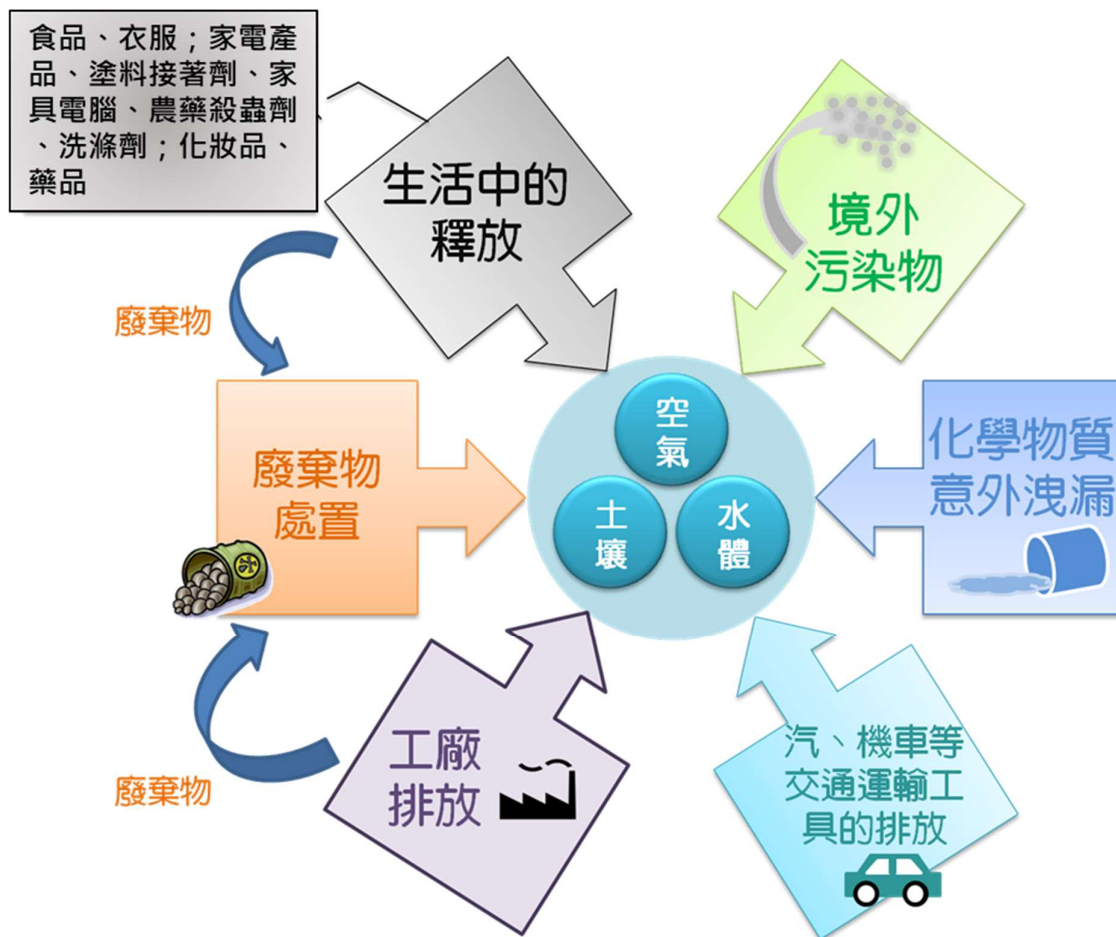 食品、衣服；家電產
品、塗料接著劑、家
具電腦、農藥殺蟲劑
、洗滌劑；化妝品、
藥品
生活中的
釋放
境外
污染物
廢棄物
廢棄物
處置
空
氣
土
壤
水
體
化學物質
意外洩漏
廢棄物
工廠
排放
汽、機車等
交通運輸工
具的排放